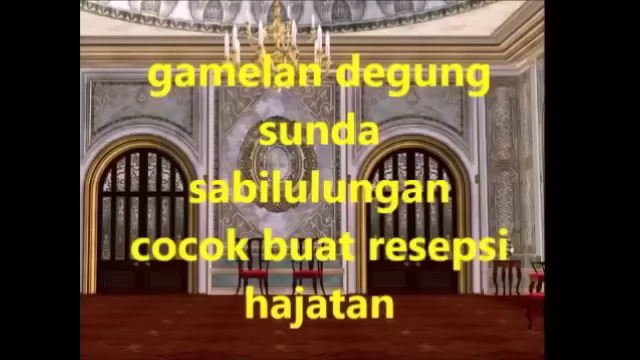 gamelan degung
sunda
sabilulungan
cocok buat resepsi
hajatan